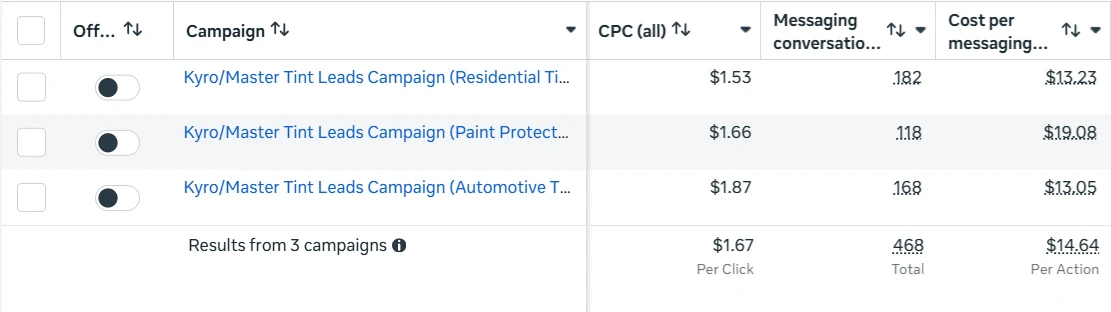 Off... Campaign CPC (all) Messaging conversatio... Cost per messaging...
Kyro/Master Tint Leads Campaign (Residential Ti... $1.53 182 $13.23
Kyro/Master Tint Leads Campaign (Paint Protect... $1.66 118 $19.08
Kyro/Master Tint Leads Campaign (Automotive T... $1.87 168 $13.05
Results from 3 campaigns $1.67 468 $14.64
Per Click Total Per Action